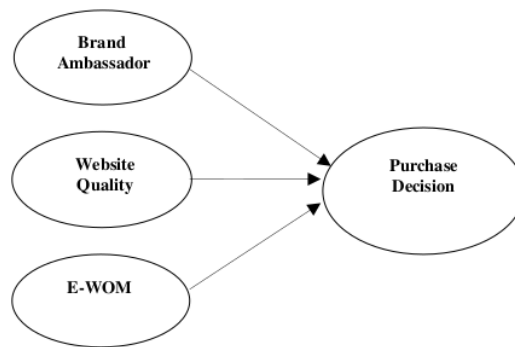 Brand
Ambassador
Website
Quality
Purchase
Decision
E-WOM